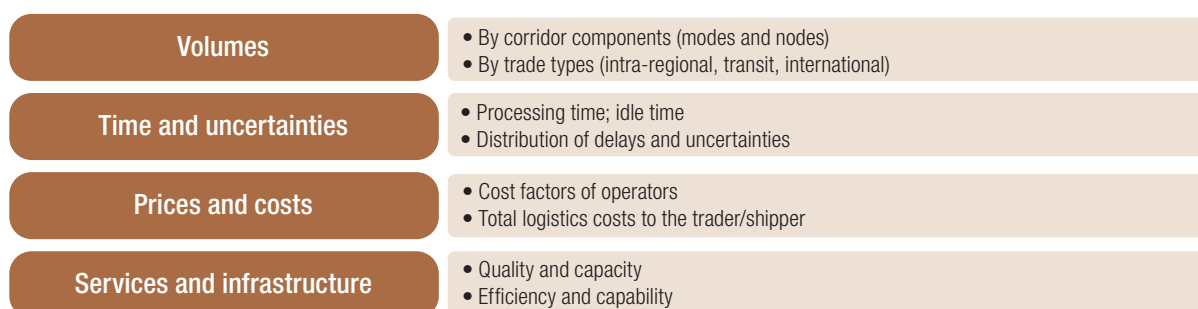 Volumes
• By corridor components (modes and nodes)
• By trade types (intra-regional, transit, international)
Time and uncertainties
• Processing time; idle time
• Distribution of delays and uncertainties
Prices and costs
• Cost factors of operators
• Total logistics costs to the trader/shipper
Services and infrastructure
• Quality and capacity
• Efficiency and capability